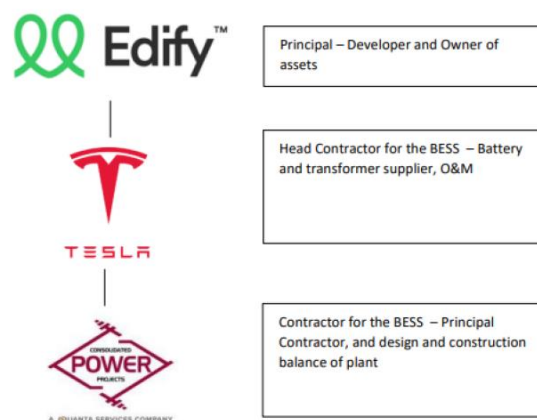 Edify™
Principal – Developer and Owner of
assets
Head Contractor for the BESS – Battery
and transformer supplier, O&M
TESLA
Contractor for the BESS – Principal
Contractor, and design and construction
balance of plant
CONSOLIDATED
POWER
PROJECTS
A QUANTA SERVICES COMPANY